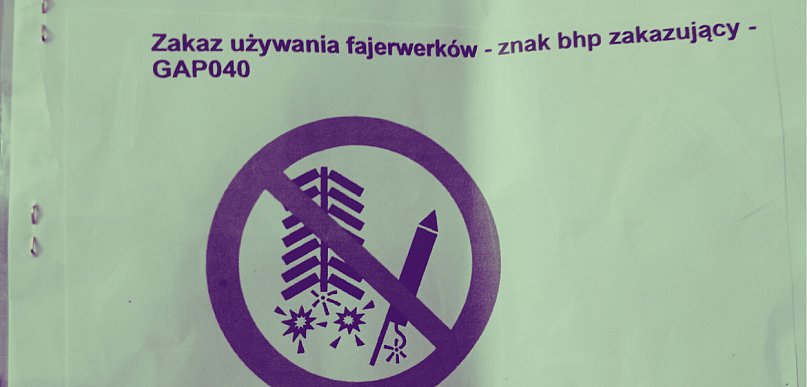 Zakaz używania fajerwerków - znak bhp zakazujący -
GAP040